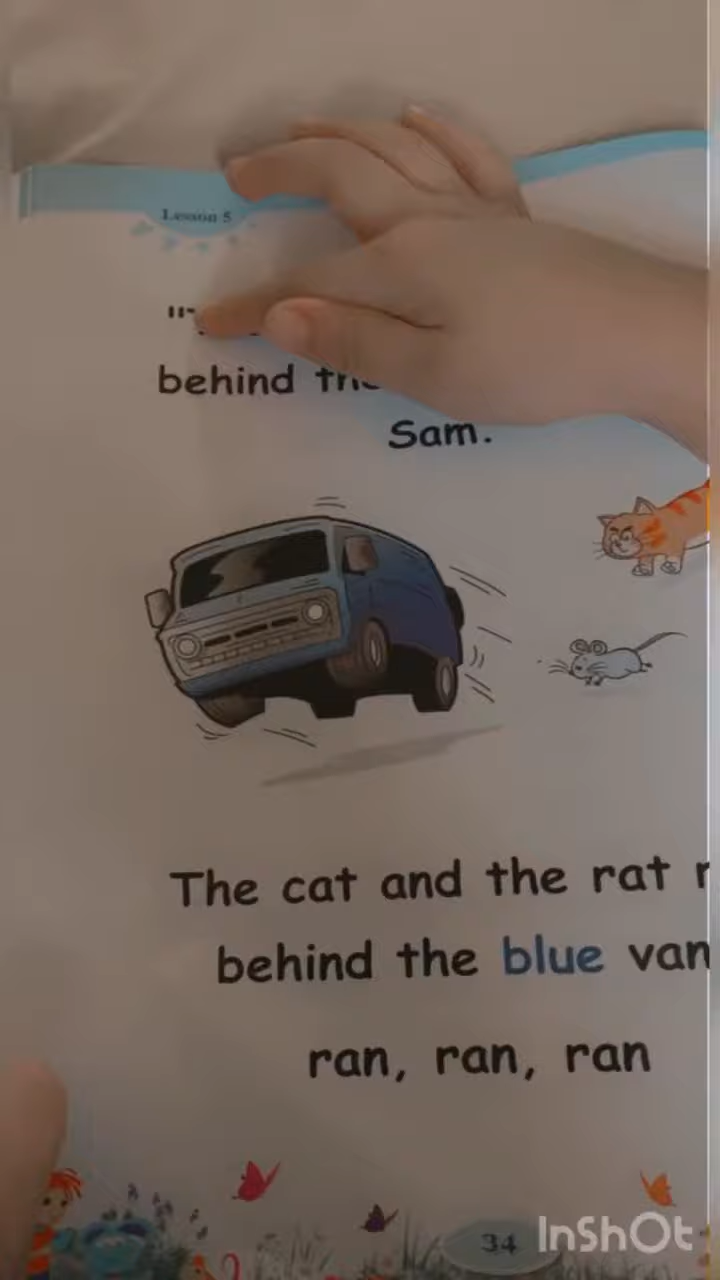 Lesson 5
behind
Sam.
The cat and the rat
behind the blue van
ran, ran, ran
34
InShOt